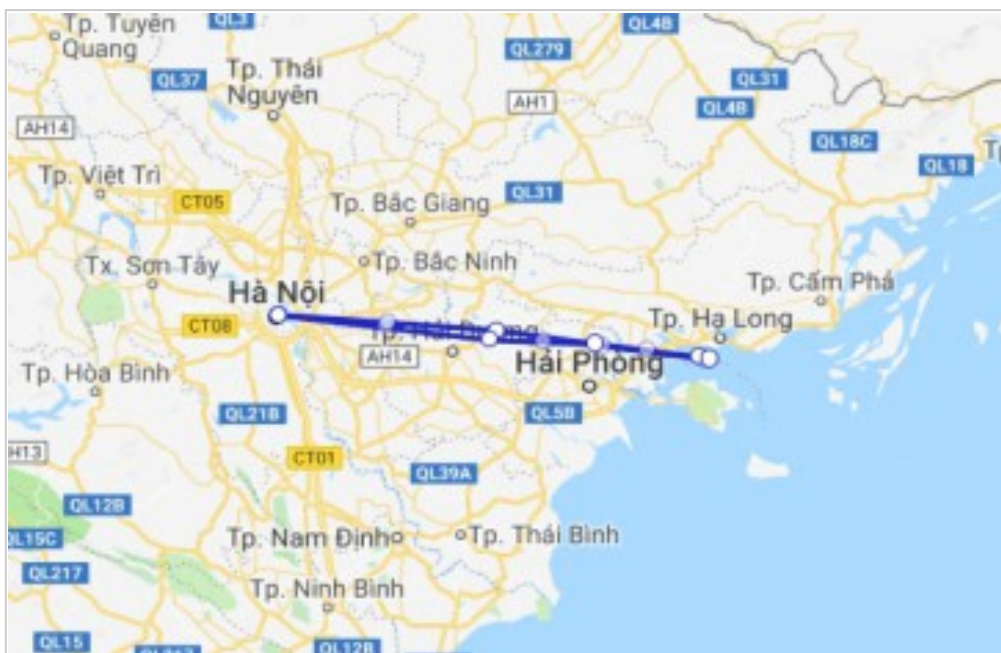 Tp. Tuyên
Quang
QL3
QL4B
QL279
QL37
Tp. Thái
Nguyên
AH1
QL31
QL4B
AH14
QL18C
QL18
Tp. Việt Trì
CT05
QL31
Tp. Bắc Giang
Tx. Sơn Tây
Tp. Bắc Ninh
Hà Nội
Tp. Cẩm Phả
CT08
Tp. Hạ Long
AH14
Hải Phòng
Tp. Hòa Bình
QL21B
QL5B
H13
CT01
QL39A
QL12B
QL15C
Tp. Nam Định
Tp. Thái Bình
QL217
Tp. Ninh Bình
QL15
QL12B